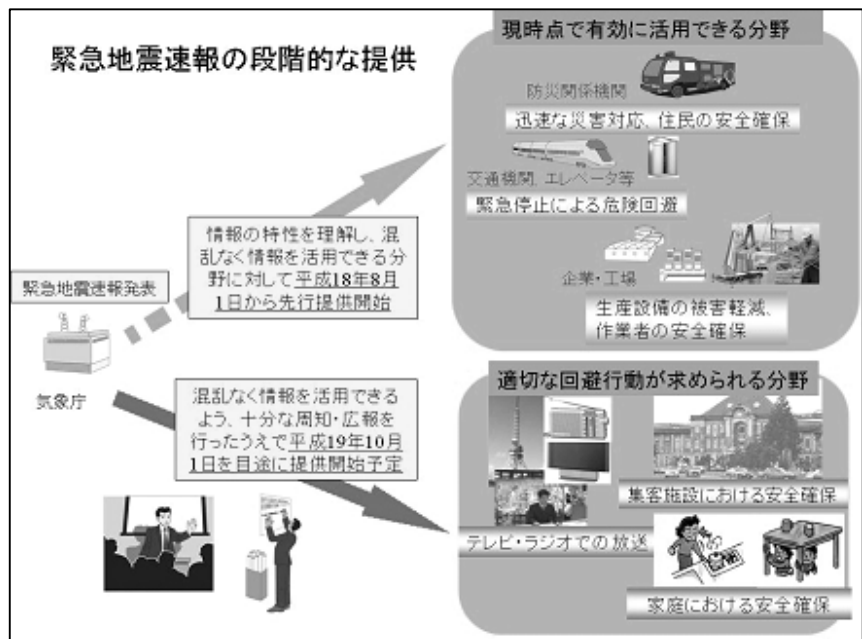 緊急地震速報の段階的な提供
現時点で有効に活用できる分野
防災関係機関
迅速な災害対応、住民の安全確保
交通機関、エレベータ等
緊急停止による危険回避
企業・工場
生産設備の被害軽減、
作業者の安全確保
情報の特性を理解し、混
乱なく情報を活用できる分
野に対して平成18年8月
1日から先行提供開始
緊急地震速報発表
気象庁
混乱なく情報を活用できる
よう、十分な周知・広報を
行ったうえで平成19年10月
1日を目途に提供開始予定
適切な回避行動が求められる分野
テレビ・ラジオでの放送
集客施設における安全確保
家庭における安全確保